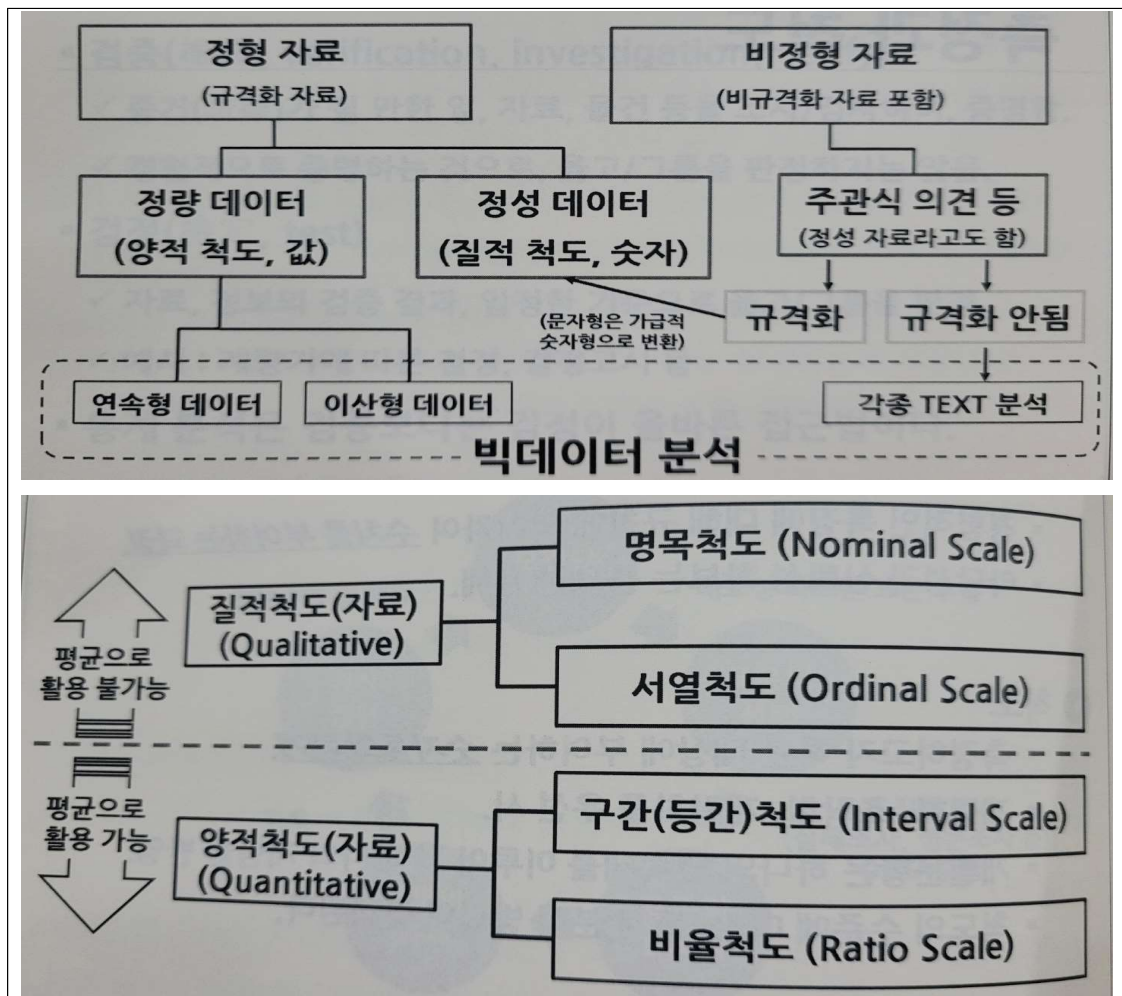 정형 자료
(규격화 자료)
비정형 자료
(비규격화 자료 포함)
정량 데이터
(양적 척도, 값)
정성 데이터
(질적 척도, 숫자)
주관식 의견 등
(정성 자료라고도 함)
(문자형은 가급적
숫자형으로 변환)
규격화
규격화 안됨
연속형 데이터
이산형 데이터
각종 TEXT 분석
빅데이터 분석
명목척도 (Nominal Scale)
질적척도(자료)
(Qualitative)
평균으로
활용 불가능
서열척도 (Ordinal Scale)
평균으로
활용 가능
구간(등간)척도 (Interval Scale)
양적척도(자료)
(Quantitative)
비율척도 (Ratio Scale)